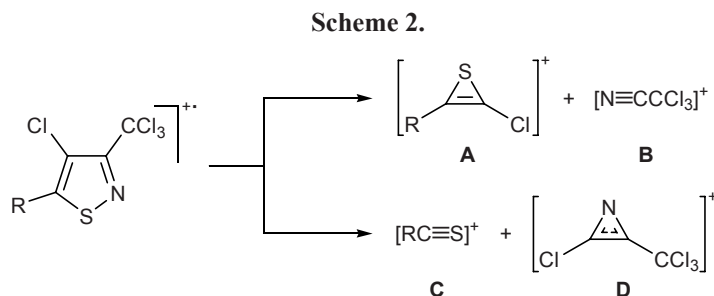 Scheme 2.
Cl CCl3 ]+· R S N
[ S R Cl ]+ + [N≡CCCl3]+
A B
[RC≡S]+ + [ N Cl CCl3 ]+
C D